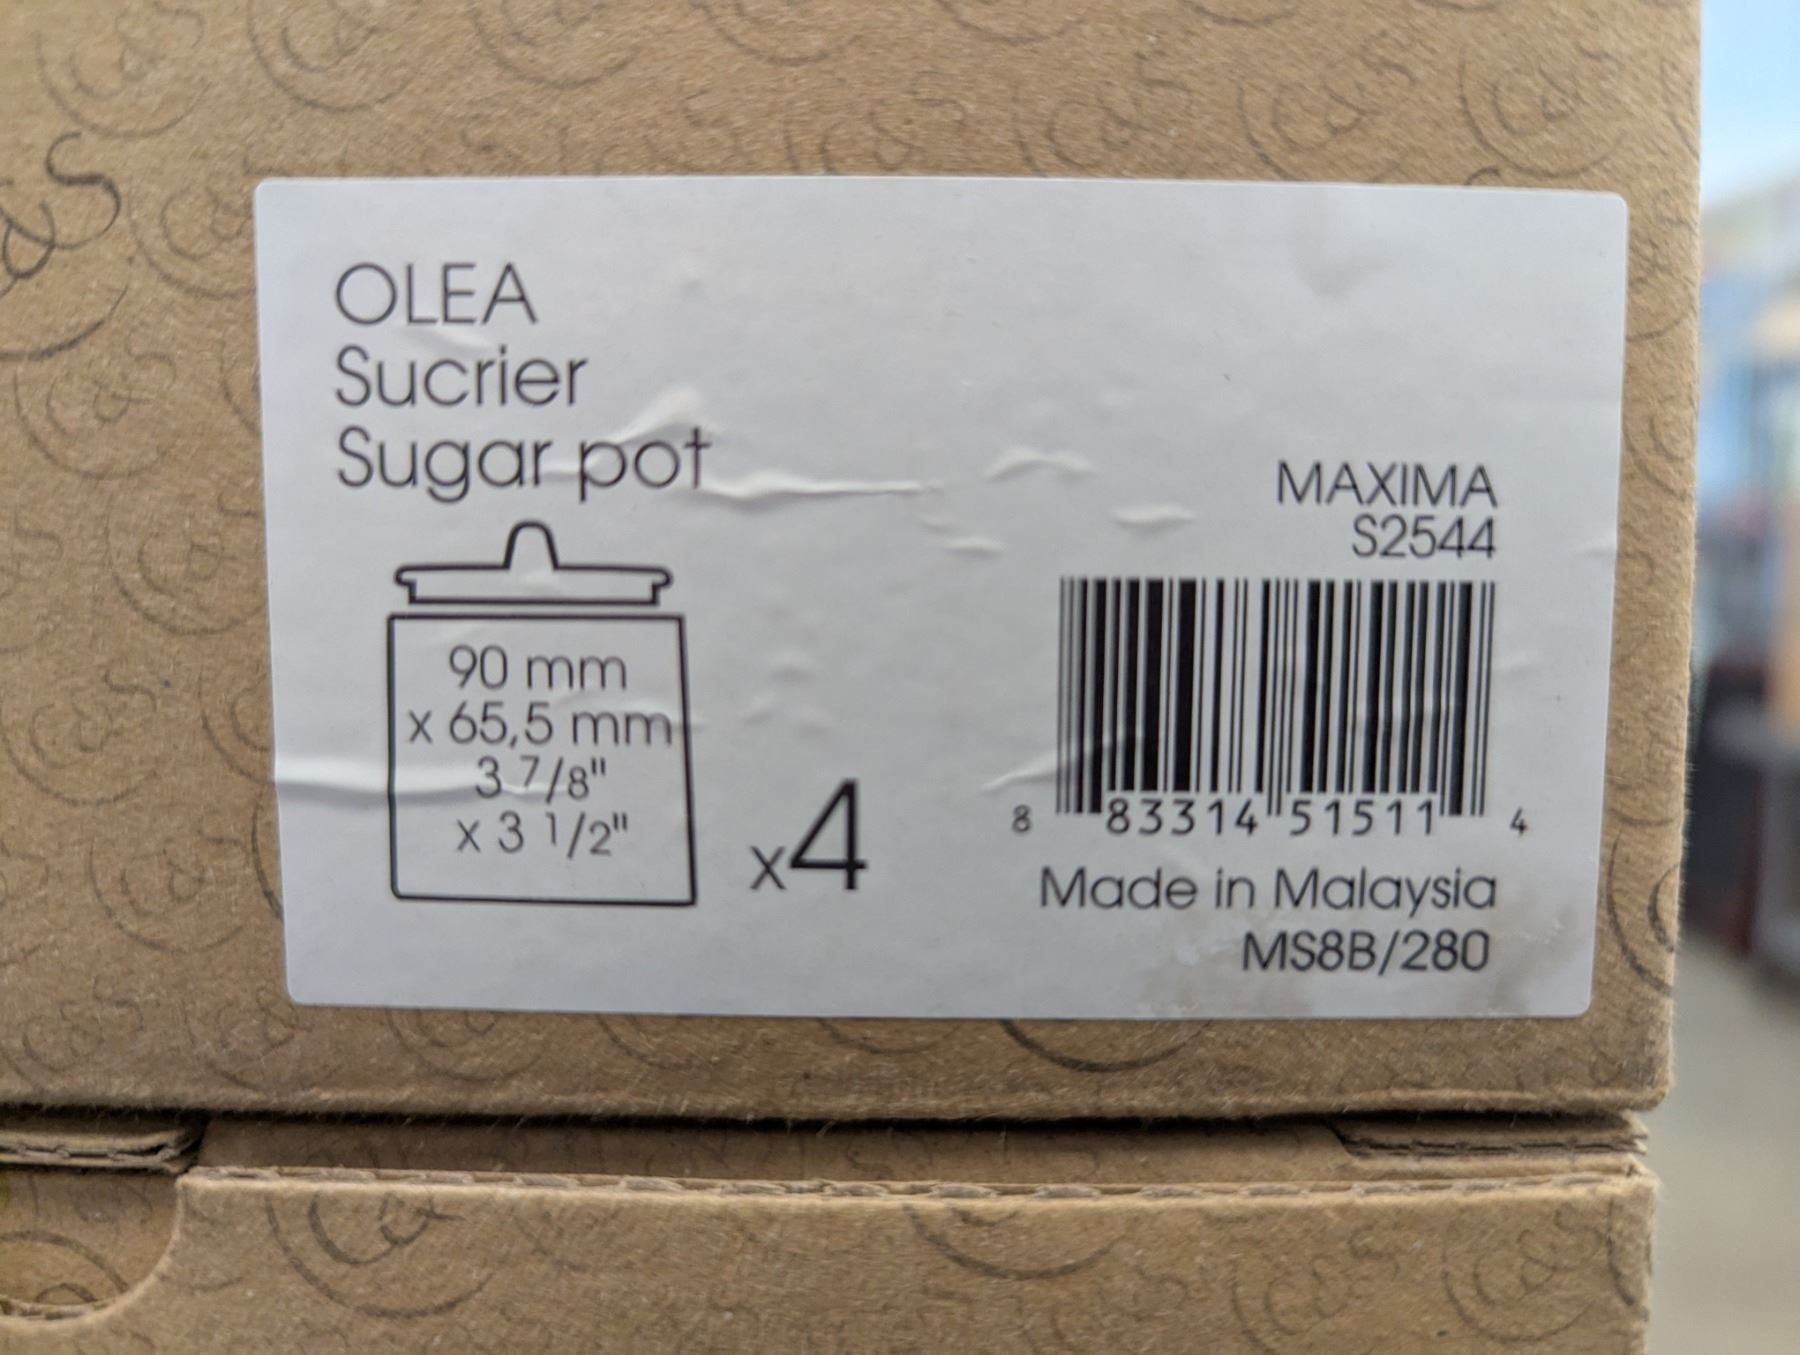 OLEA
Sucrier
Sugar pot
90 mm
x 65,5 mm
3 7/8"
x 3 1/2"
x4
MAXIMA
S2544
8 83314 51511 4
Made in Malaysia
MS8B/280
C&S